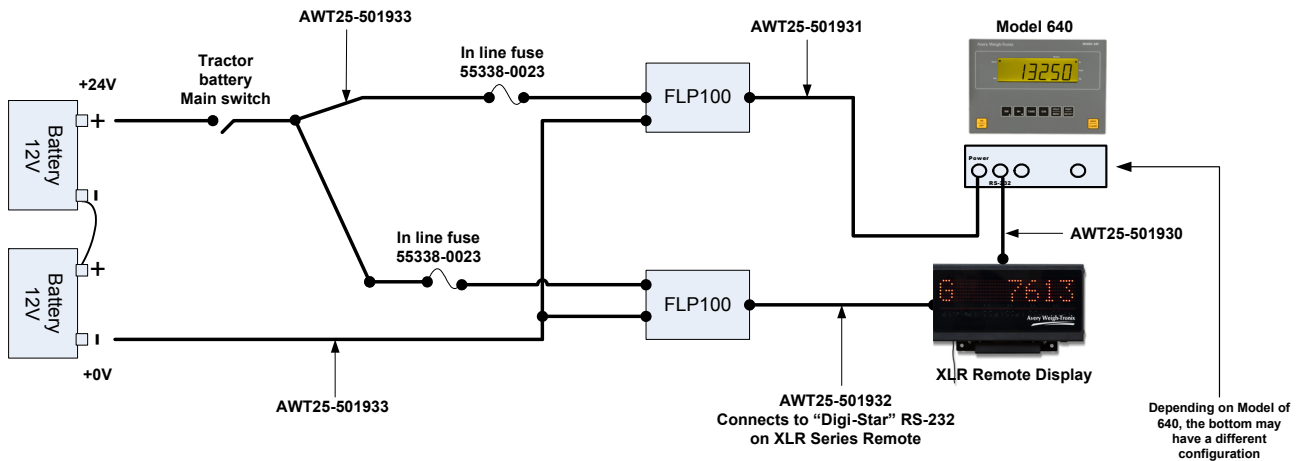 AWT25-501933
Tractor
battery
Main switch
+24V
In line fuse
55338-0023
FLP100
AWT25-501931
Model 640
Avery Weigh-Tronix
13250
Battery
12V
+
-
Power
RS-232
AWT25-501930
Battery
12V
+
-
+0V
In line fuse
55338-0023
FLP100
G 7613
Avery Weigh-Tronix
XLR Remote Display
AWT25-501933
AWT25-501932
Connects to “Digi-Star” RS-232
on XLR Series Remote
Depending on Model of
640, the bottom may
have a different
configuration